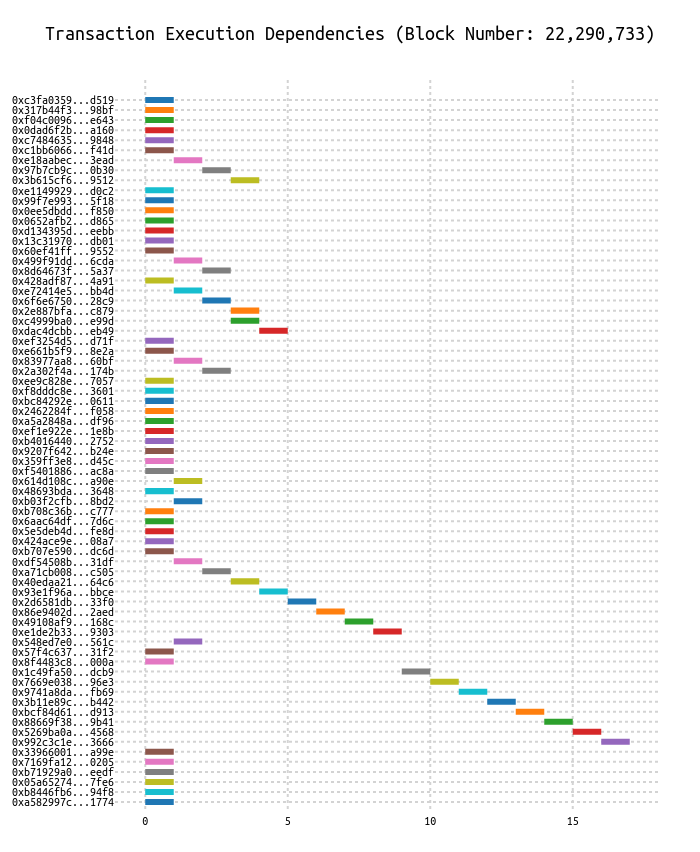 Transaction Execution Dependencies (Block Number: 22,290,733)
0xc3fa0359...d519
0x317b44f3...98bf
0xf04c0096...e643
0x0dad6f2b...a160
0xc7484635...9848
0xc1bb6066...f41d
0xe18aabec...3ead
0x97b7cb9c...0b30
0x3b615cf6...9512
0xe1149929...d0c2
0x99f7e993...5f18
0x0ee5dbdd...f850
0x0652afb2...d865
0xd134395d...eebb
0x13c31970...db01
0x60ef41ff...9552
0x499f91dd...6cda
0x8d64673f...5a37
0x428adf87...4a91
0xe72414e5...bb4d
0x6f6e6750...28c9
0x2e887bfa...c879
0xc4999ba0...e99d
0xdac4dcbb...eb49
0xef3254d5...d71f
0xe661b5f9...8e2a
0x83977aa8...60bf
0x2a302f4a...174b
0xee9c828e...7057
0xf8dddc8e...3601
0xbc84292e...0611
0x2462284f...f058
0xa5a2848a...df96
0xef1e922e...1e8b
0xb4016440...2752
0x9207f642...b24e
0x359ff3e8...d45c
0xf5401886...ac8a
0x614d108c...a90e
0x48693bda...3648
0xb03f2cfb...8bd2
0xb708c36b...c777
0x6aac64df...7d6c
0x5e5deb4d...fe8d
0x424ace9e...08a7
0xb707e590...dc6d
0xdf54508b...31df
0xa71cb008...c505
0x40edaa21...64c6
0x93e1f96a...bbce
0x2d6581db...33f0
0x86e9402d...2aed
0x49108af9...168c
0xe1de2b33...9303
0x548ed7e0...561c
0x57f4c637...31f2
0x8f4483c8...000a
0x1c49fa50...dcb9
0x7669e038...96e3
0x9741a8da...fb69
0x3b11e89c...b442
0xbcf84d61...d913
0x88669f38...9b41
0x5269ba0a...4568
0x992c3c1e...3666
0x33966001...a99e
0x7169fa12...0205
0xb71929a0...eedf
0x05a65274...7fe6
0xb8446fb6...94f8
0xa582997c...1774
0 5 10 15